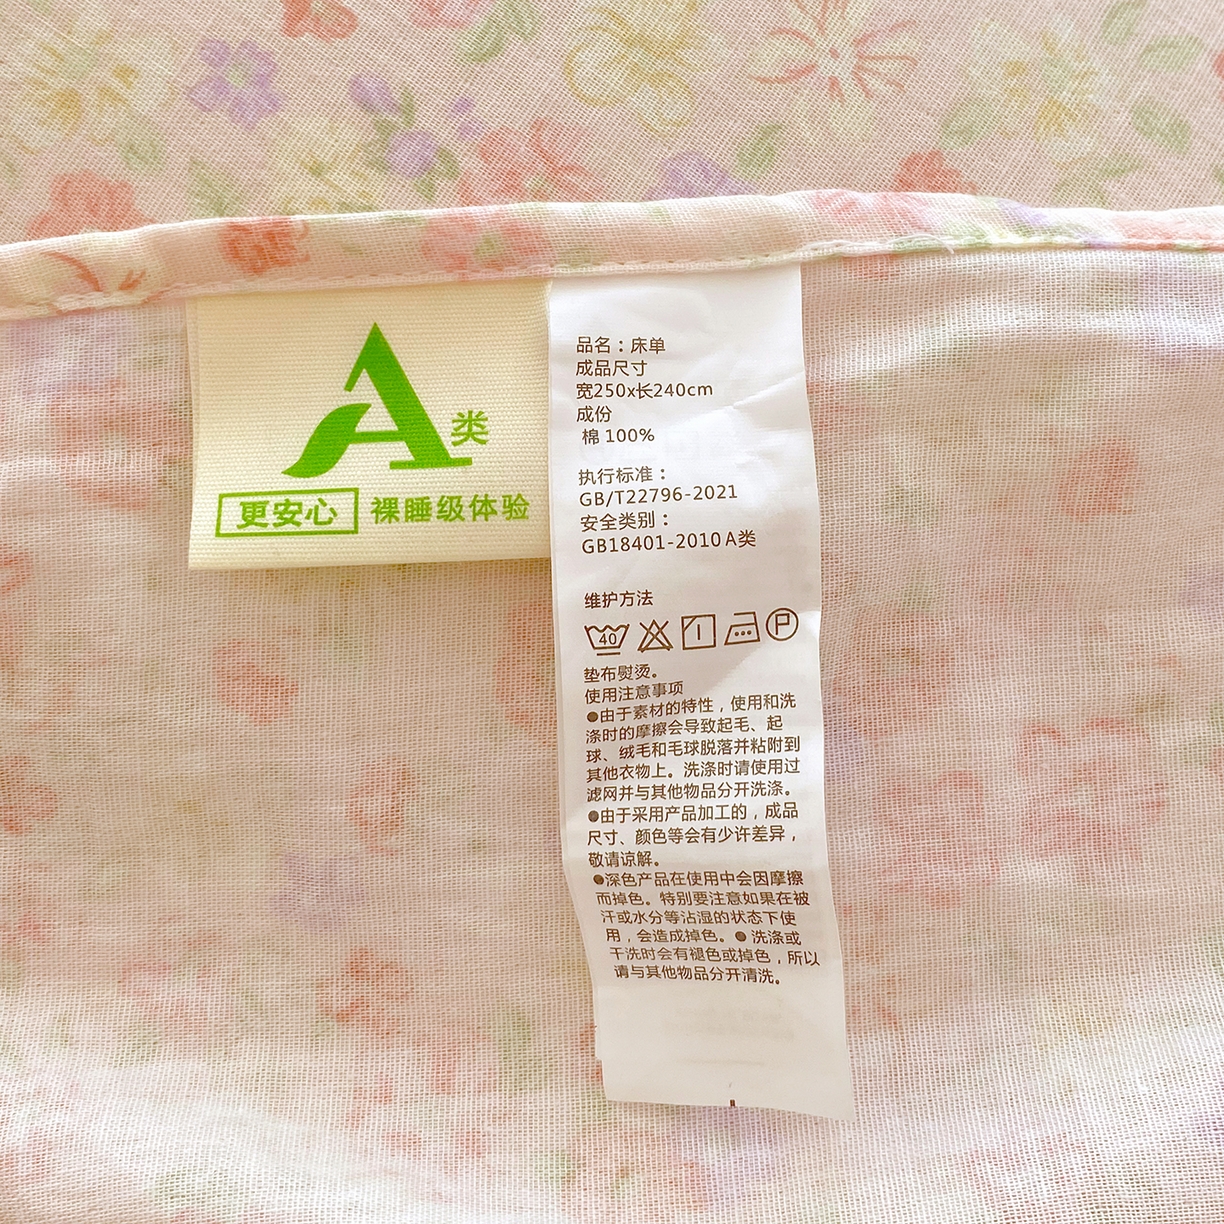 A类
更安心 裸睡级体验
品名：床单
成品尺寸
宽250x长240cm
成份
棉 100%
执行标准：
GB/T22796-2021
安全类别：
GB18401-2010 A类
维护方法
40 P
垫布熨烫。
使用注意事项
●由于素材的特性，使用和洗
涤时的摩擦会导致起毛、起
球、绒毛和毛球脱落并粘附到
其他衣物上。洗涤时请使用过
滤网并与其他物品分开洗涤。
●由于采用产品加工的，成品
尺寸、颜色等会有少许差异，
敬请谅解。
●深色产品在使用中会因摩擦
而掉色。特别要注意如果在被
汗或水分等沾湿的状态下使
用，会造成掉色。● 洗涤或
干洗时会有褪色或掉色，所以
请与其他物品分开清洗。